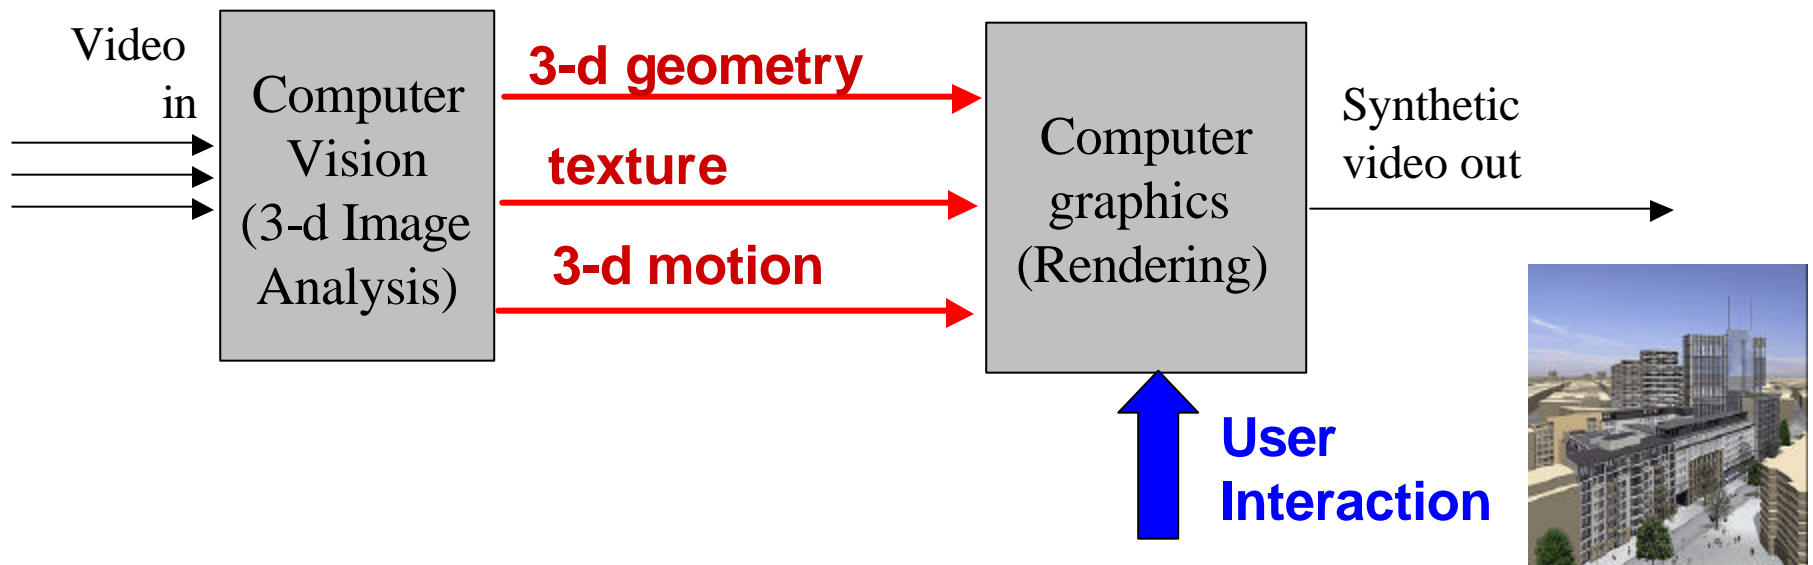 Video
in
Computer
Vision
(3-d Image
Analysis)
3-d geometry
texture
3-d motion
Computer
graphics
(Rendering)
Synthetic
video out
User
Interaction